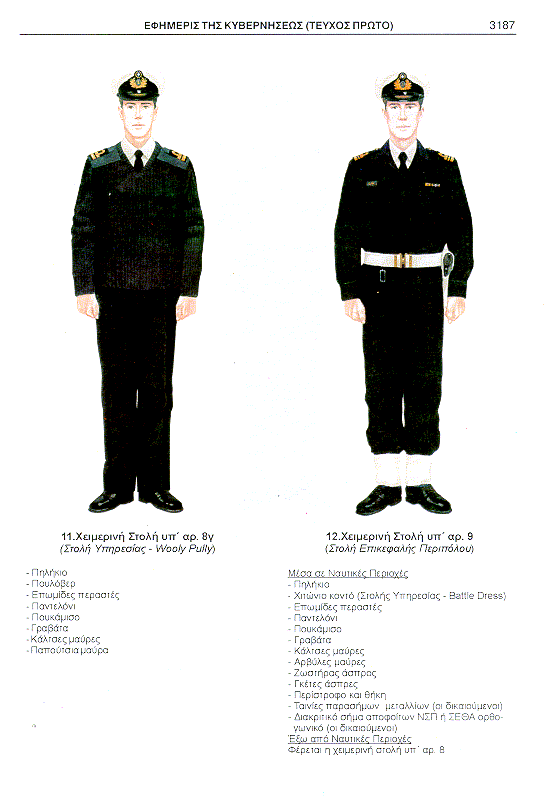 ΕΦΗΜΕΡΙΣ ΤΗΣ ΚΥΒΕΡΝΗΣΕΩΣ (ΤΕΥΧΟΣ ΠΡΩΤΟ)
3187
11.Χειμερινή Στολή υπ΄ αρ. 8γ
(Στολή Υπηρεσίας - Wooly Pully)
- Πηλήκιο
- Πουλόβερ
- Επωμίδες περαστές
- Παντελόνι
- Πουκάμισο
- Γραβάτα
- Κάλτσες μαύρες
- Παπούτσια μαύρα
12.Χειμερινή Στολή υπ΄ αρ. 9
(Στολή Επικεφαλής Περιπόλου)
Μέσα σε Ναυτικές Περιοχές
- Πηλήκιο
- Χιτώνιο κοντό (Στολής Υπηρεσίας - Battle Dress)
- Επωμίδες περαστές
- Παντελόνι
- Πουκάμισο
- Γραβάτα
- Κάλτσες μαύρες
- Αρβύλες μαύρες
- Ζωστήρας άσπρος
- Γκέτες άσπρες
- Περίστροφο και θήκη
- Ταινίες παρασήμων μεταλλίων (οι δικαιούμενοι)
- Διακριτικό σήμα αποφοίτων ΝΣΠ ή ΣΕΘΑ ορθο-
γωνικό (οι δικαιούμενοι)
Έξω από Ναυτικές Περιοχές
Φέρεται η χειμερινή στολή υπ΄ αρ. 8